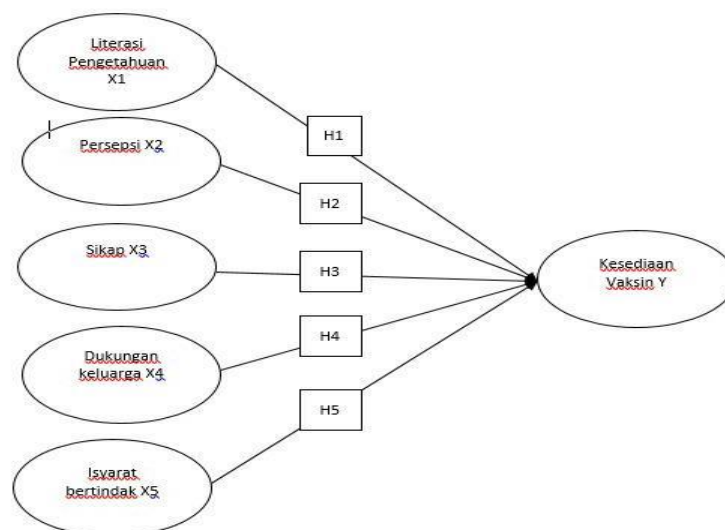 Literasi
Pengetahuan
X1
H1
Persepsi X2
H2
Sikap X3
H3
Kesediaan
Vaksin Y
H4
Dukungan
keluarga X4
H5
Isyarat
bertindak X5